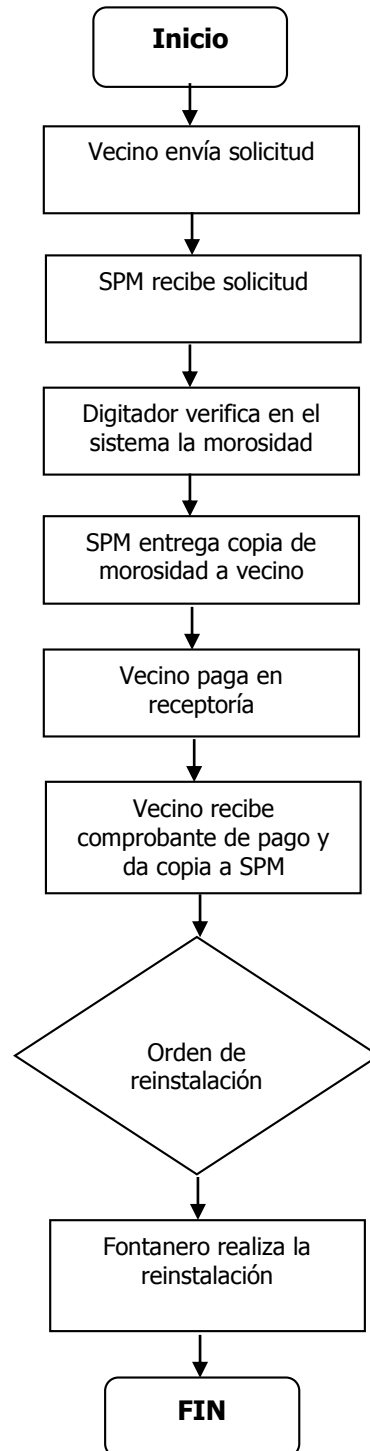 Inicio
Vecino envía solicitud
SPM recibe solicitud
Digitador verifica en el
sistema la morosidad
SPM entrega copia de
morosidad a vecino
Vecino paga en
receptoría
Vecino recibe
comprobante de pago y
da copia a SPM
Orden de
reinstalación
Fontanero realiza la
reinstalación
FIN